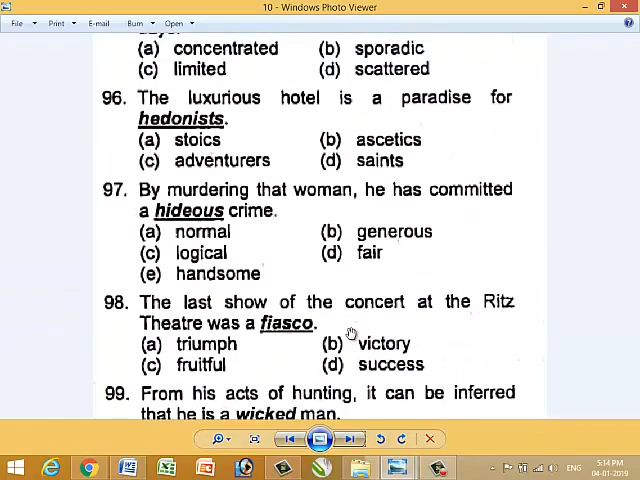 10 - Windows Photo Viewer
File Print E-mail Burn Open
(a) concentrated (b) sporadic
(c) limited (d) scattered
96. The luxurious hotel is a paradise for
hedonists.
(a) stoics (b) ascetics
(c) adventurers (d) saints
97. By murdering that woman, he has committed
a hideous crime.
(a) normal (b) generous
(c) logical (d) fair
(e) handsome
98. The last show of the concert at the Ritz
Theatre was a fiasco.
(a) triumph (b) victory
(c) fruitful (d) success
99. From his acts of hunting, it can be inferred
that he is a wicked man.
ENG
5:14 PM
04-01-2019